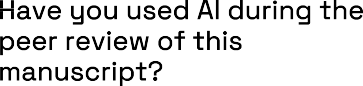 Have you used AI during the
peer review of this
manuscript?